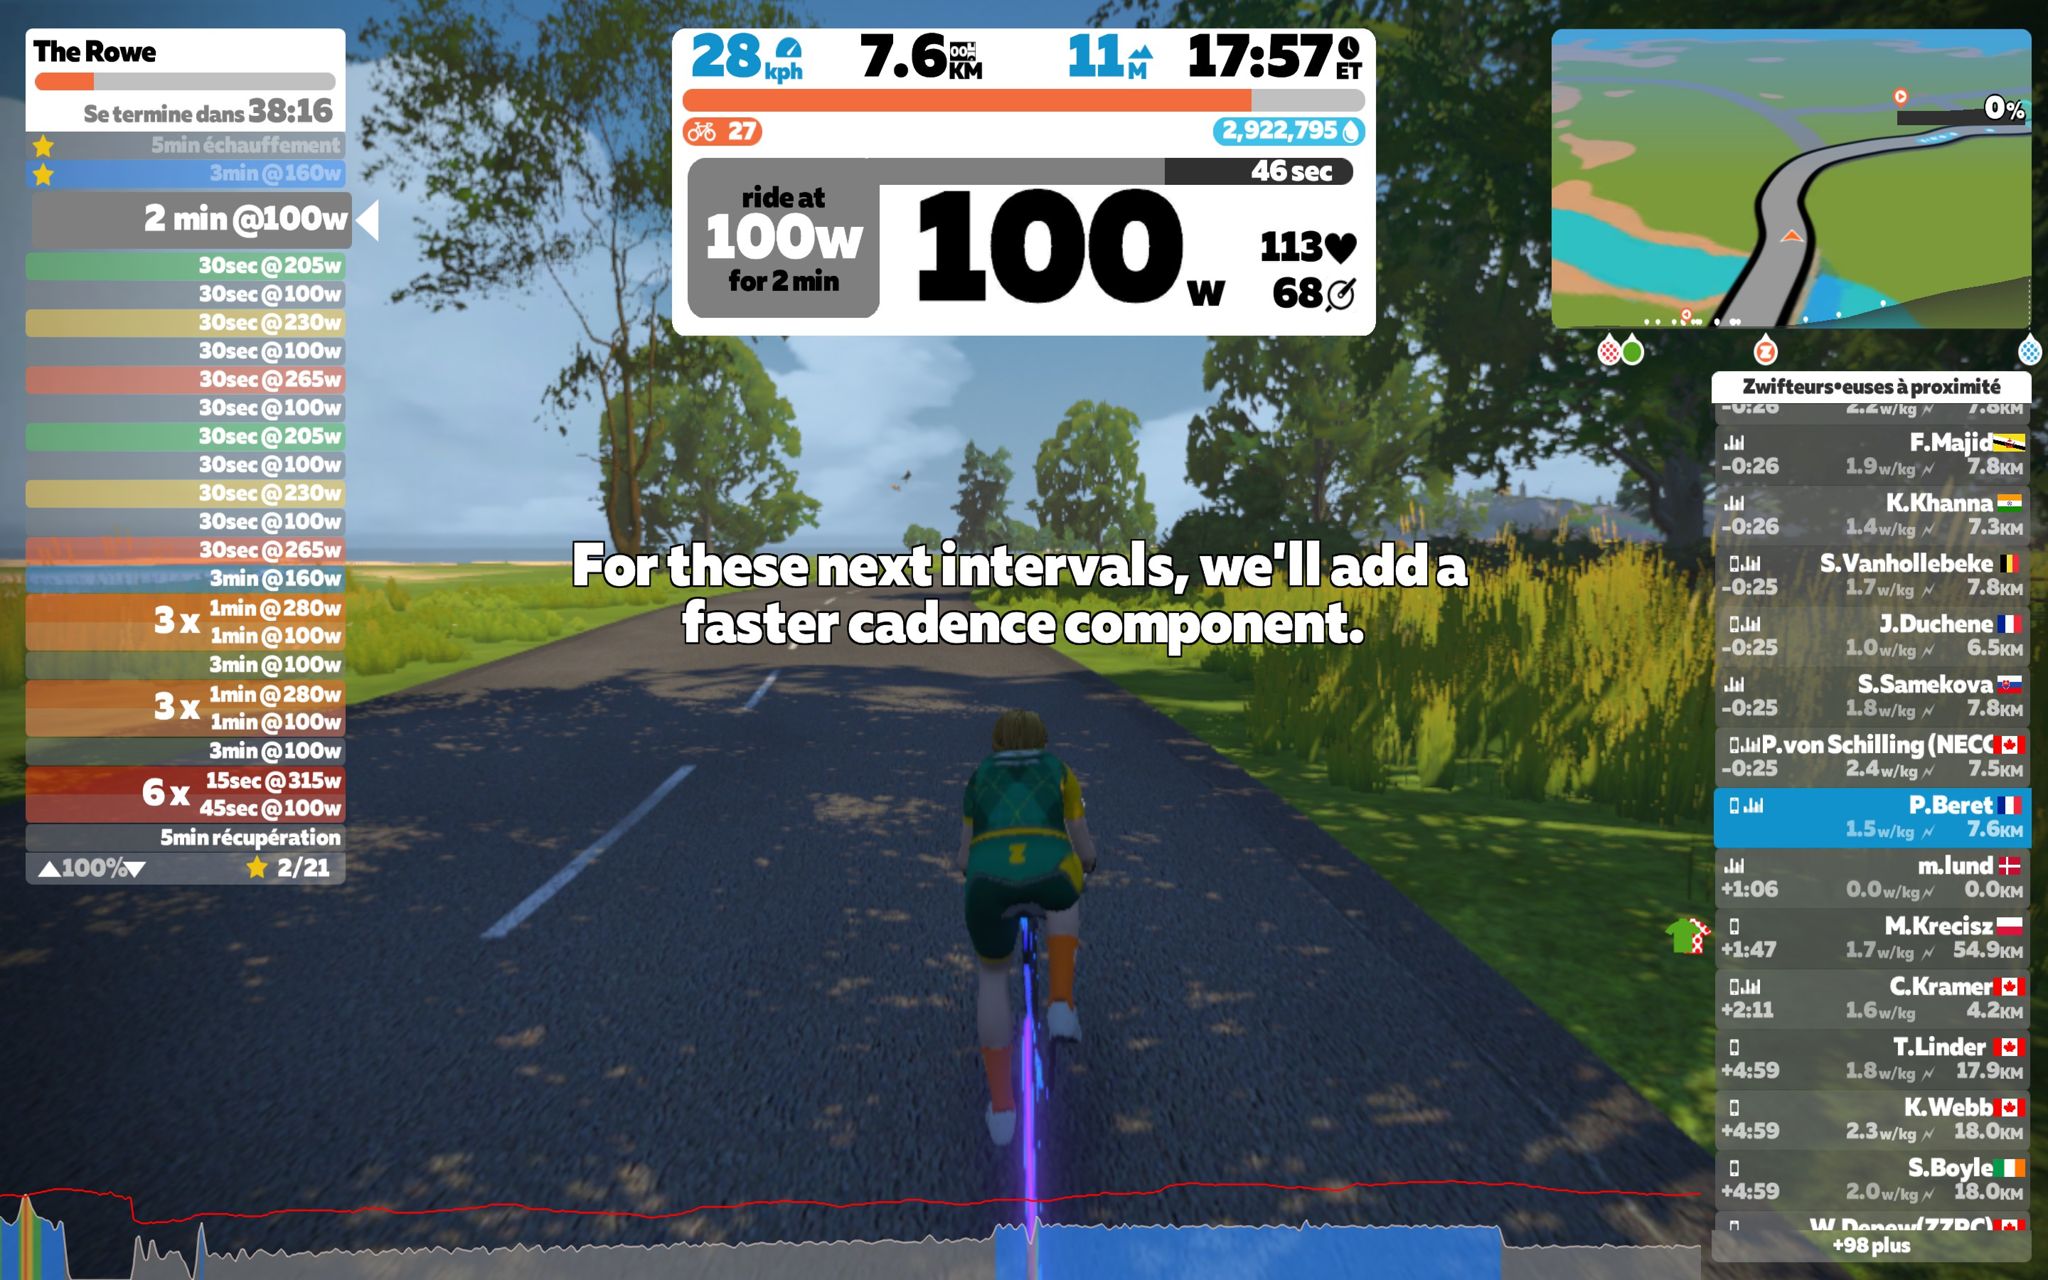 The Rowe
Se termine dans 38:16
5min échauffement
3min @160w
2 min @100w
30sec @205w
30sec @100w
30sec @230w
30sec @100w
30sec @265w
30sec @100w
30sec @205w
30sec @100w
30sec @230w
30sec @100w
30sec @265w
3min @160w
3 x
1min @280w
1min @100w
3min @100w
3 x
1min @280w
1min @100w
3min @100w
6 x
15sec @315w
45sec @100w
5min récupération
100%
2/21
28 kph
7.6 KM
11 M
17:57 ET
27
2,922,795
46 sec
ride at
100w
for 2 min
100 w
113
68
0%
For these next intervals, we'll add a
faster cadence component.
Zwifteurs•euses à proximité
-0:26 2.2w/kg 7.8KM
F.Majid
-0:26 1.9w/kg 7.8KM
K.Khanna
-0:26 1.4w/kg 7.3KM
S.Vanhollebeke
-0:25 1.7w/kg 7.8KM
J.Duchene
-0:25 1.0w/kg 6.5KM
S.Samekova
-0:25 1.8w/kg 7.8KM
P.von Schilling (NECC
-0:25 2.4w/kg 7.5KM
P.Beret
1.5w/kg 7.6KM
m.lund
+1:06 0.0w/kg 0.0KM
M.Krecisz
+1:47 1.7w/kg 54.9KM
C.Kramer
+2:11 1.6w/kg 4.2KM
T.Linder
+4:59 1.8w/kg 17.9KM
K.Webb
+4:59 2.3w/kg 18.0KM
S.Boyle
+4:59 2.0w/kg 18.0KM
+98 plus